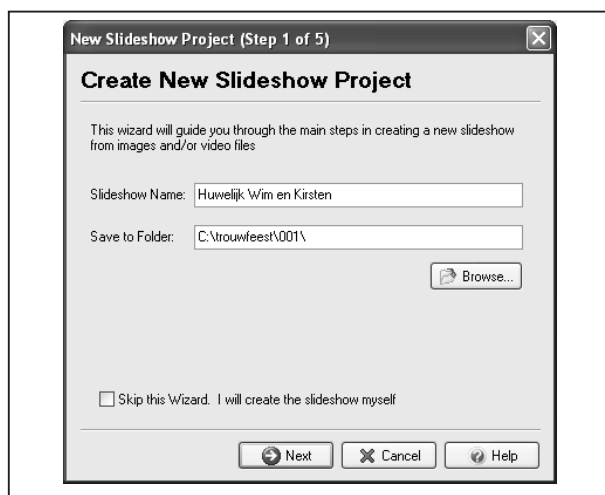 New Slideshow Project (Step 1 of 5)
Create New Slideshow Project
This wizard will guide you through the main steps in creating a new slideshow
from images and/or video files
Slideshow Name: Huwelijk Wim en Kirsten
Save to Folder: C:\trouwfeest\001\
Browse...
Skip this Wizard. I will create the slideshow myself
Next Cancel Help